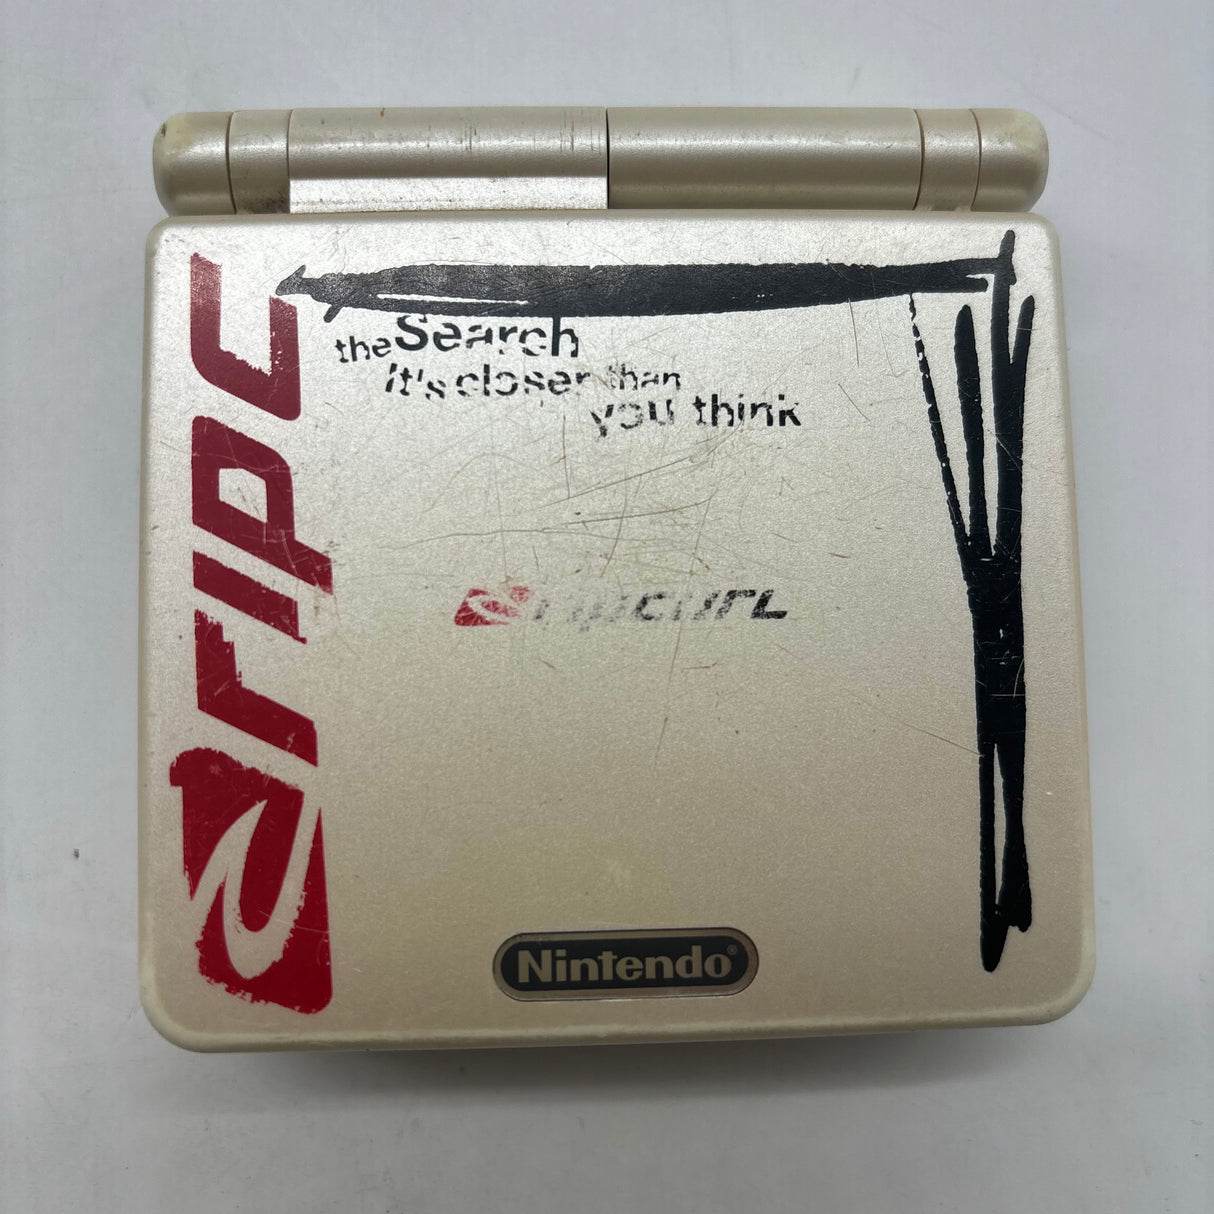 ripc
the Search
it's closer than
you think
ripcurl
Nintendo®